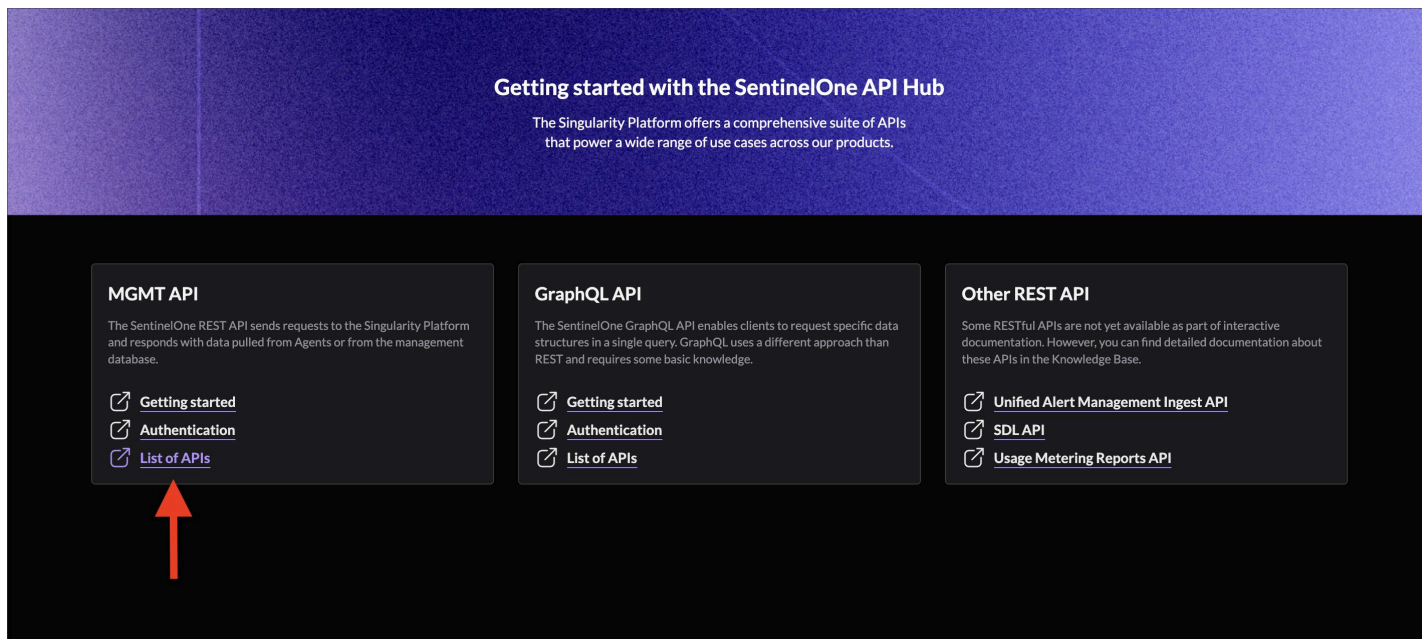 Getting started with the SentinelOne API Hub
The Singularity Platform offers a comprehensive suite of APIs
that power a wide range of use cases across our products.
MGMT API
The SentinelOne REST API sends requests to the Singularity Platform
and responds with data pulled from Agents or from the management
database.
Getting started
Authentication
List of APIs
GraphQL API
The SentinelOne GraphQL API enables clients to request specific data
structures in a single query. GraphQL uses a different approach than
REST and requires some basic knowledge.
Getting started
Authentication
List of APIs
Other REST API
Some RESTful APIs are not yet available as part of interactive
documentation. However, you can find detailed documentation about
these APIs in the Knowledge Base.
Unified Alert Management Ingest API
SDL API
Usage Metering Reports API